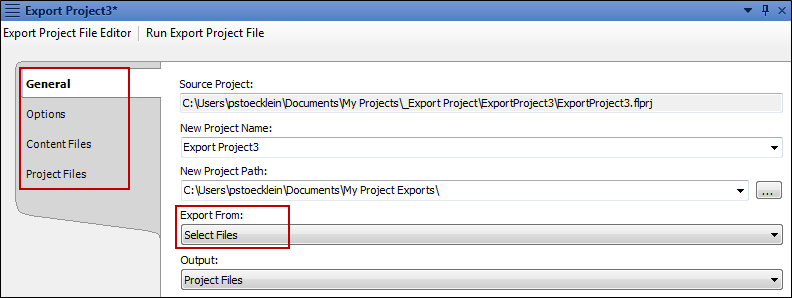 Export Project3*
Export Project File Editor Run Export Project File
General
Options
Content Files
Project Files
Source Project:
C:\Users\pstoecklein\Documents\My Projects\_Export Project\ExportProject3\ExportProject3.flprj
New Project Name:
Export Project3
New Project Path:
C:\Users\pstoecklein\Documents\My Project Exports\
...
Export From:
Select Files
Output:
Project Files